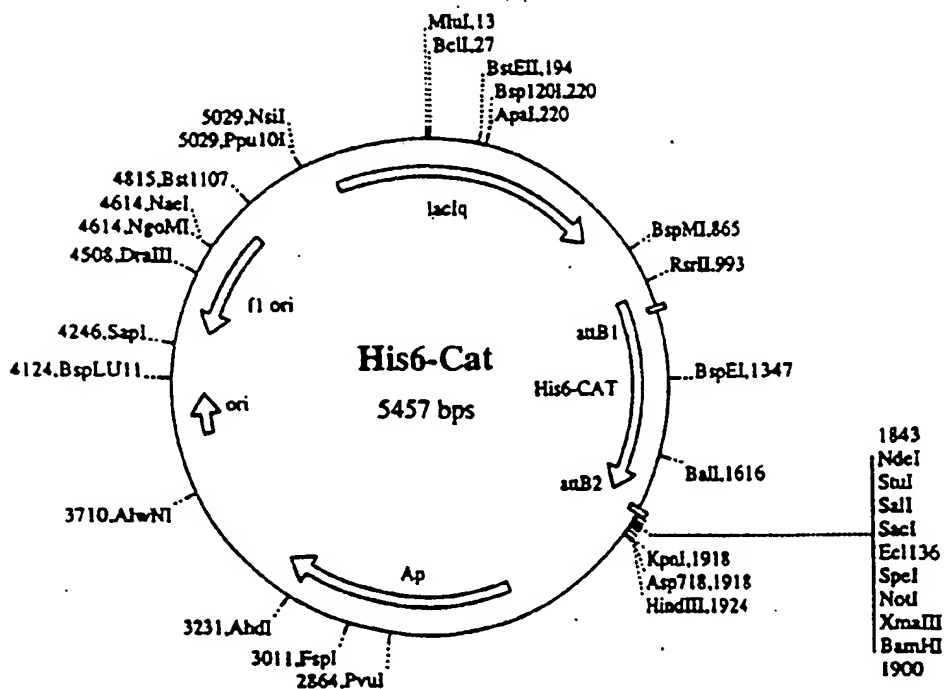 MluI,13
BclI,27
BstEII,194
Bsp120I,220
ApaI,220
5029,NsiI
5029,Ppu10I
4815,Bst1107
4614,NaeI
4614,NgoMI
4508,DraIII
4246,SapI
4124,BspLU11
3710,AlwNI
3231,AhdI
3011,FspI
2864,PvuI
lacIq
BspMI,865
RsrII,993
attB1
BspEI,1347
His6-CAT
attB2
BalI,1616
f1 ori
ori
His6-Cat
5457 bps
Ap
KpnI,1918
Asp718,1918
HindIII,1924
1843
NdeI
StuI
SalI
SacI
Ecl136
SpeI
NotI
XmaIII
BamHI
1900